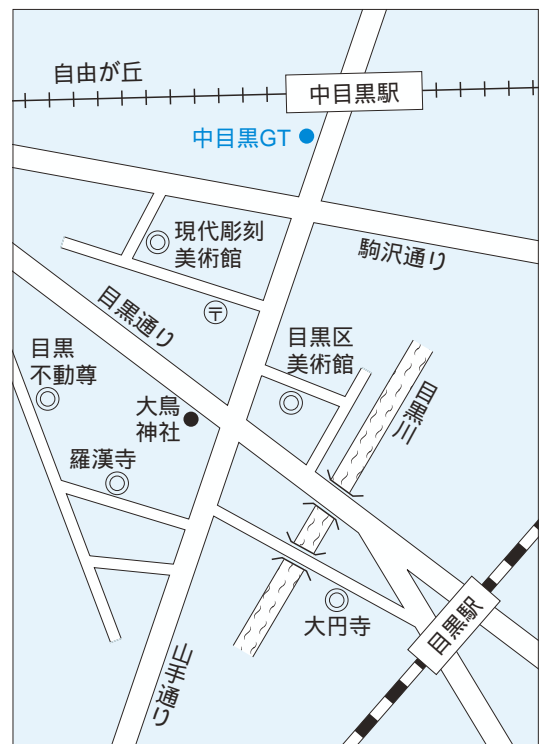 自由が丘
中目黒駅
中目黒GT
現代彫刻
美術館
駒沢通り
目黒通り
〒
目黒区
美術館
目黒
不動尊
目黒川
大鳥
神社
羅漢寺
大円寺
目黒駅
山手通り